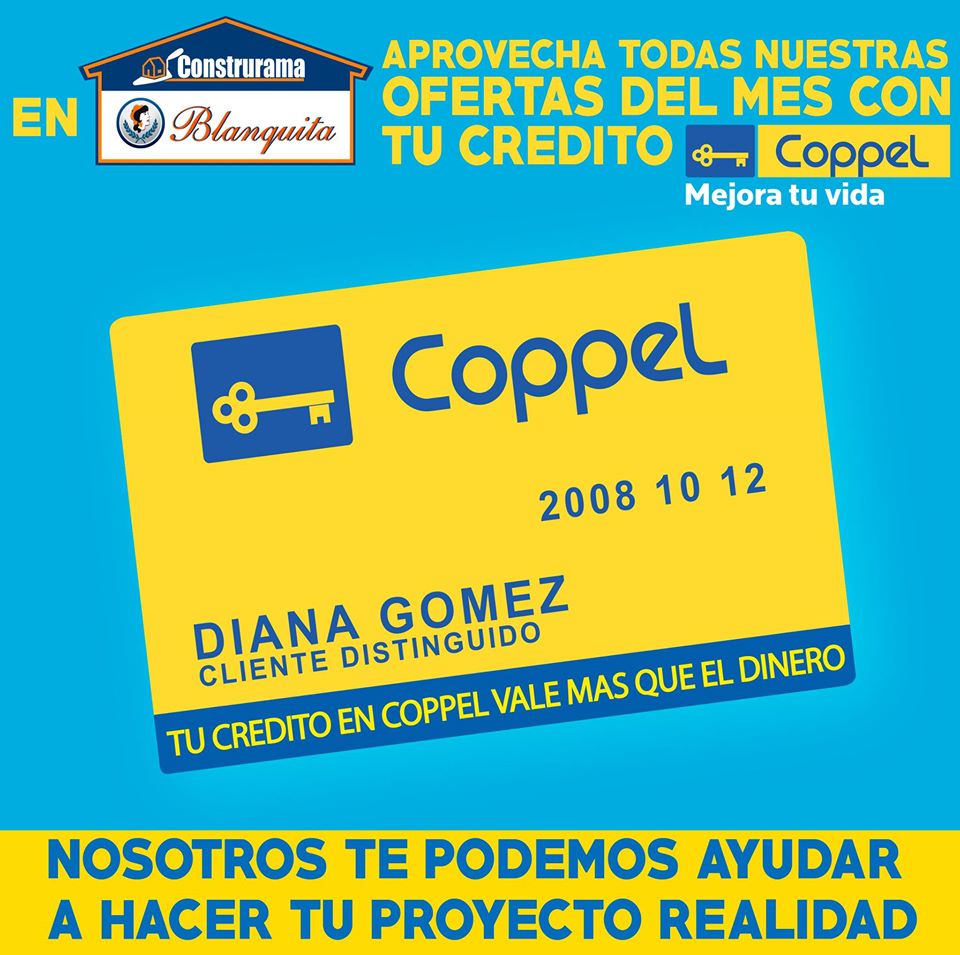 EN
Construrama
Blanquita
APROVECHA TODAS NUESTRAS
OFERTAS DEL MES CON
TU CREDITO
Coppel
Mejora tu vida
Coppel
2008 10 12
DIANA GOMEZ
CLIENTE DISTINGUIDO
TU CREDITO EN COPPEL VALE MAS QUE EL DINERO
NOSOTROS TE PODEMOS AYUDAR
A HACER TU PROYECTO REALIDAD